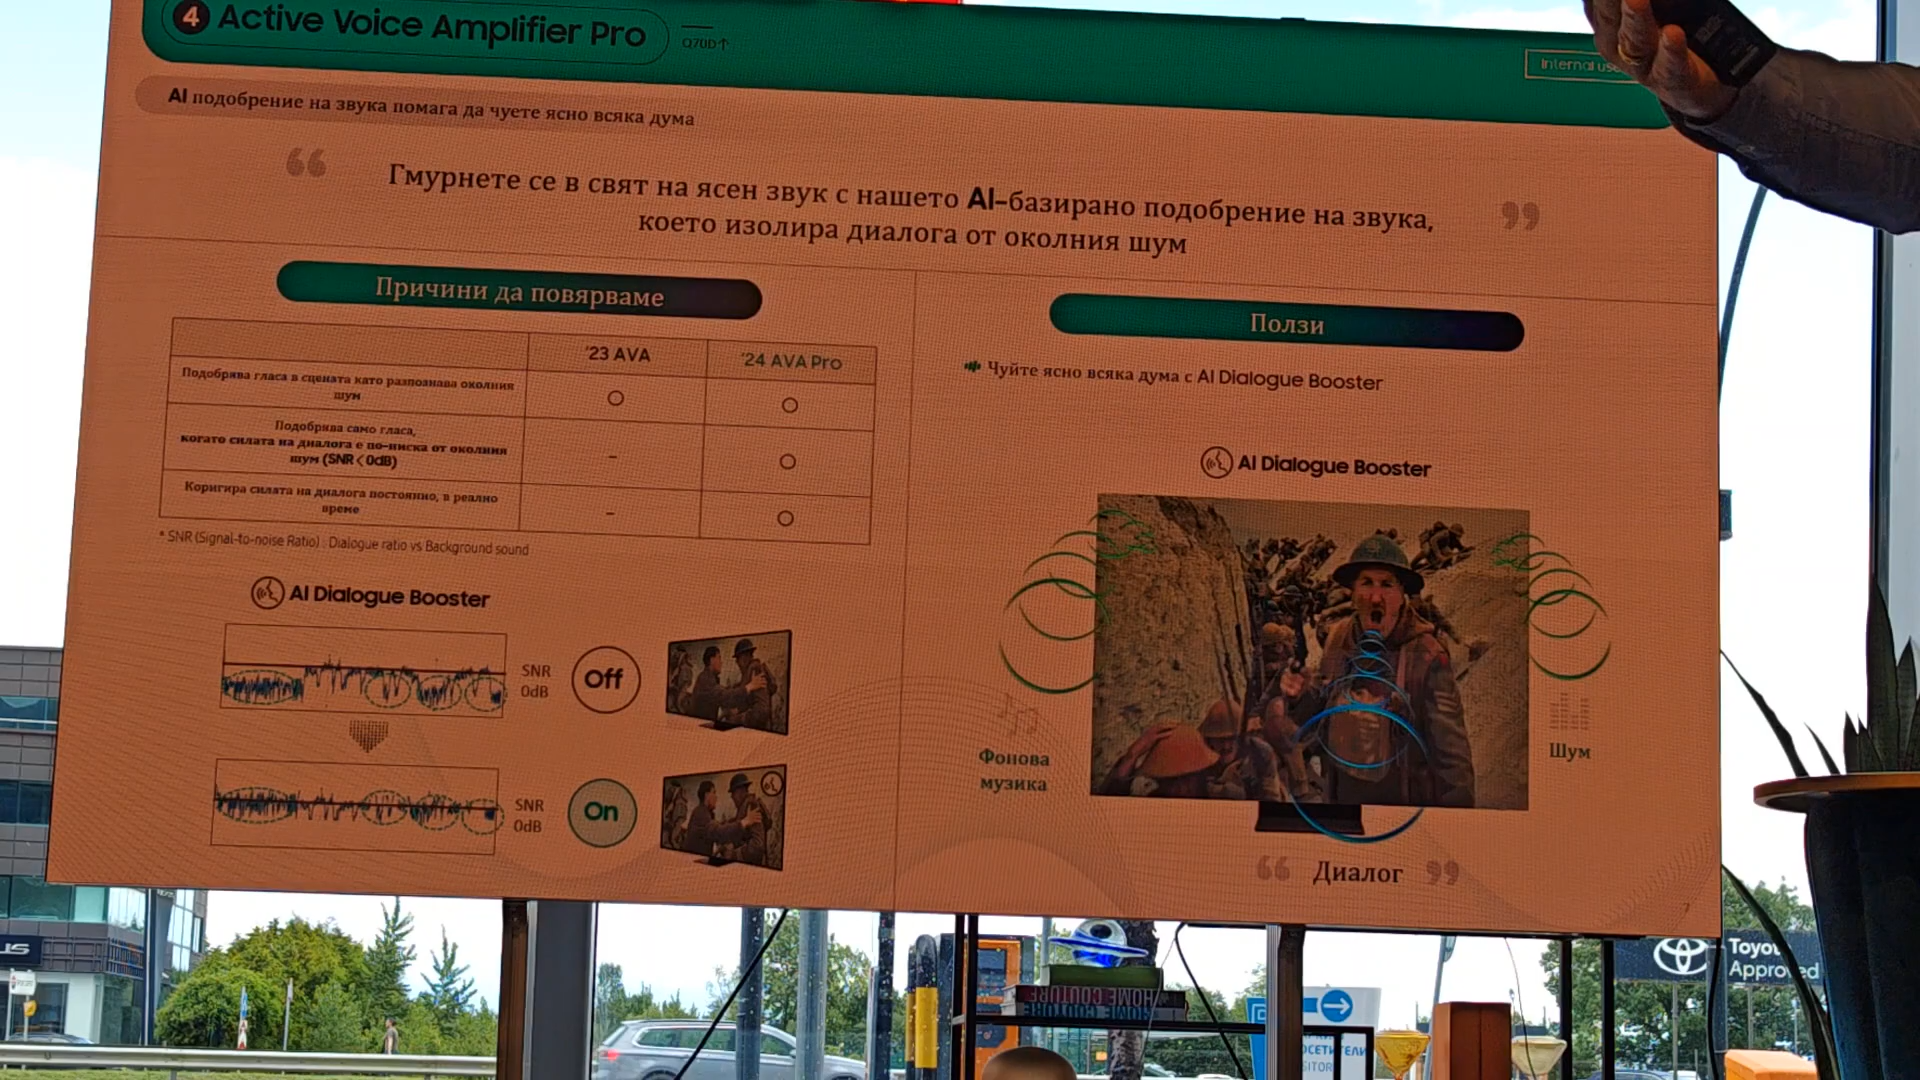 4 Active Voice Amplifier Pro
Q70D↑
Internal use
AI подобрение на звука помага да чуете ясно всяка дума
“ Гмурнете се в свят на ясен звук с нашето AI-базирано подобрение на звука, ”
което изолира диалога от околния шум
Причини да повярваме
'23 AVA
'24 AVA Pro
Подобрява гласа в сцената като разпознава околния
шум
O
O
Подобрява само гласа,
когато силата на диалога е по-ниска от околния
шум (SNR < 0dB)
-
O
Коригира силата на диалога постоянно, в реално
време
-
O
* SNR (Signal-to-noise Ratio) : Dialogue ratio vs Background sound
AI Dialogue Booster
SNR
0dB
Off
SNR
0dB
On
Ползи
Чуйте ясно всяка дума с AI Dialogue Booster
AI Dialogue Booster
Фонова
музика
Шум
“ Диалог ”
7
HOME COUTURE
HOME COUTURE
Approved